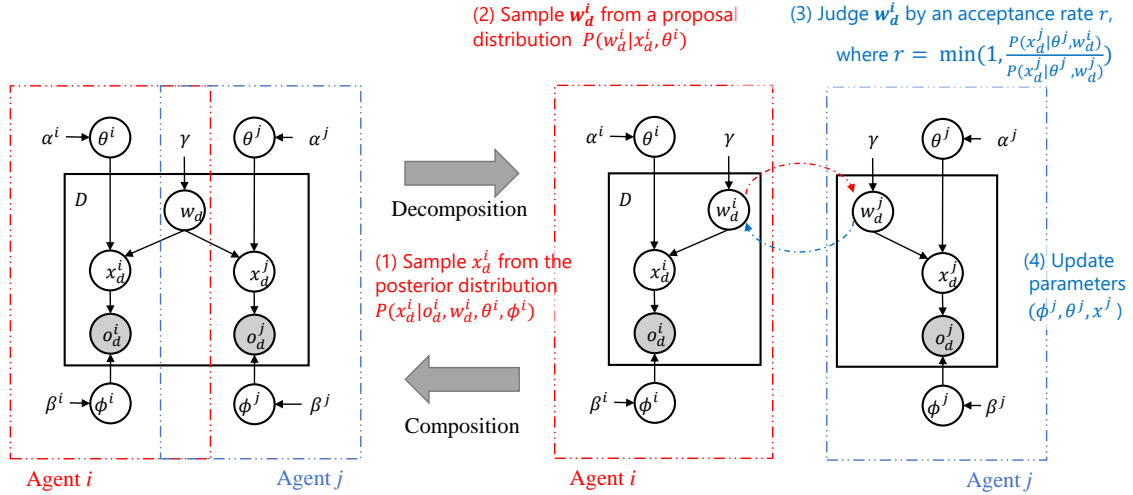 (2) Sample w_d^i from a proposal
distribution P(w_d^i|x_d^i, θ^i)
(3) Judge w_d^i by an acceptance rate r,
where r = min(1, P(x_d^j|θ^j, w_d^i) / P(x_d^j|θ^j, w_d^j))
α^i θ^i γ θ^j α^j
D
w_d
x_d^i x_d^j
o_d^i o_d^j
β^i ϕ^i ϕ^j β^j
Agent i
Agent j
Decomposition
(1) Sample x_d^i from the
posterior distribution
P(x_d^i|o_d^i, w_d^i, θ^i, ϕ^i)
Composition
α^i θ^i γ
D
w_d^i
x_d^i
o_d^i
β^i ϕ^i
Agent i
γ θ^j α^j
w_d^j
x_d^j
o_d^j
ϕ^j β^j
Agent j
(4) Update
parameters
(ϕ^j, θ^j, x^j)